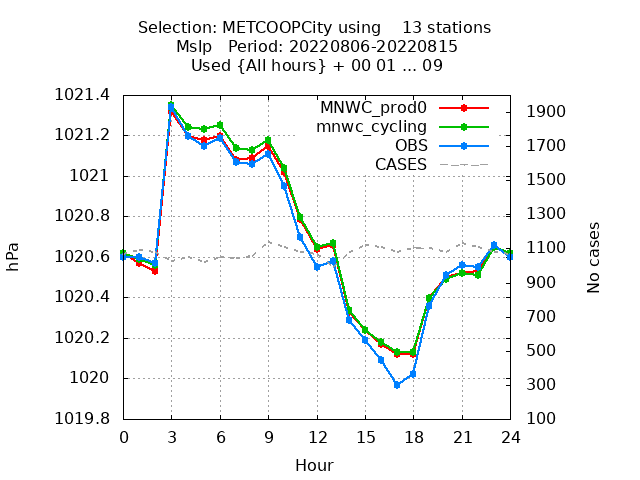 Selection: METCOOPCity using    13 stations
Mslp   Period: 20220806-20220815
Used {All hours} + 00 01 ... 09
1021.4
1021.2
1021
1020.8
1020.6
1020.4
1020.2
1020
1019.8
hPa
MNWC_prod0
mnwc_cycling
OBS
CASES
1900
1700
1500
1300
1100
900
700
500
300
100
No cases
0 3 6 9 12 15 18 21 24
Hour